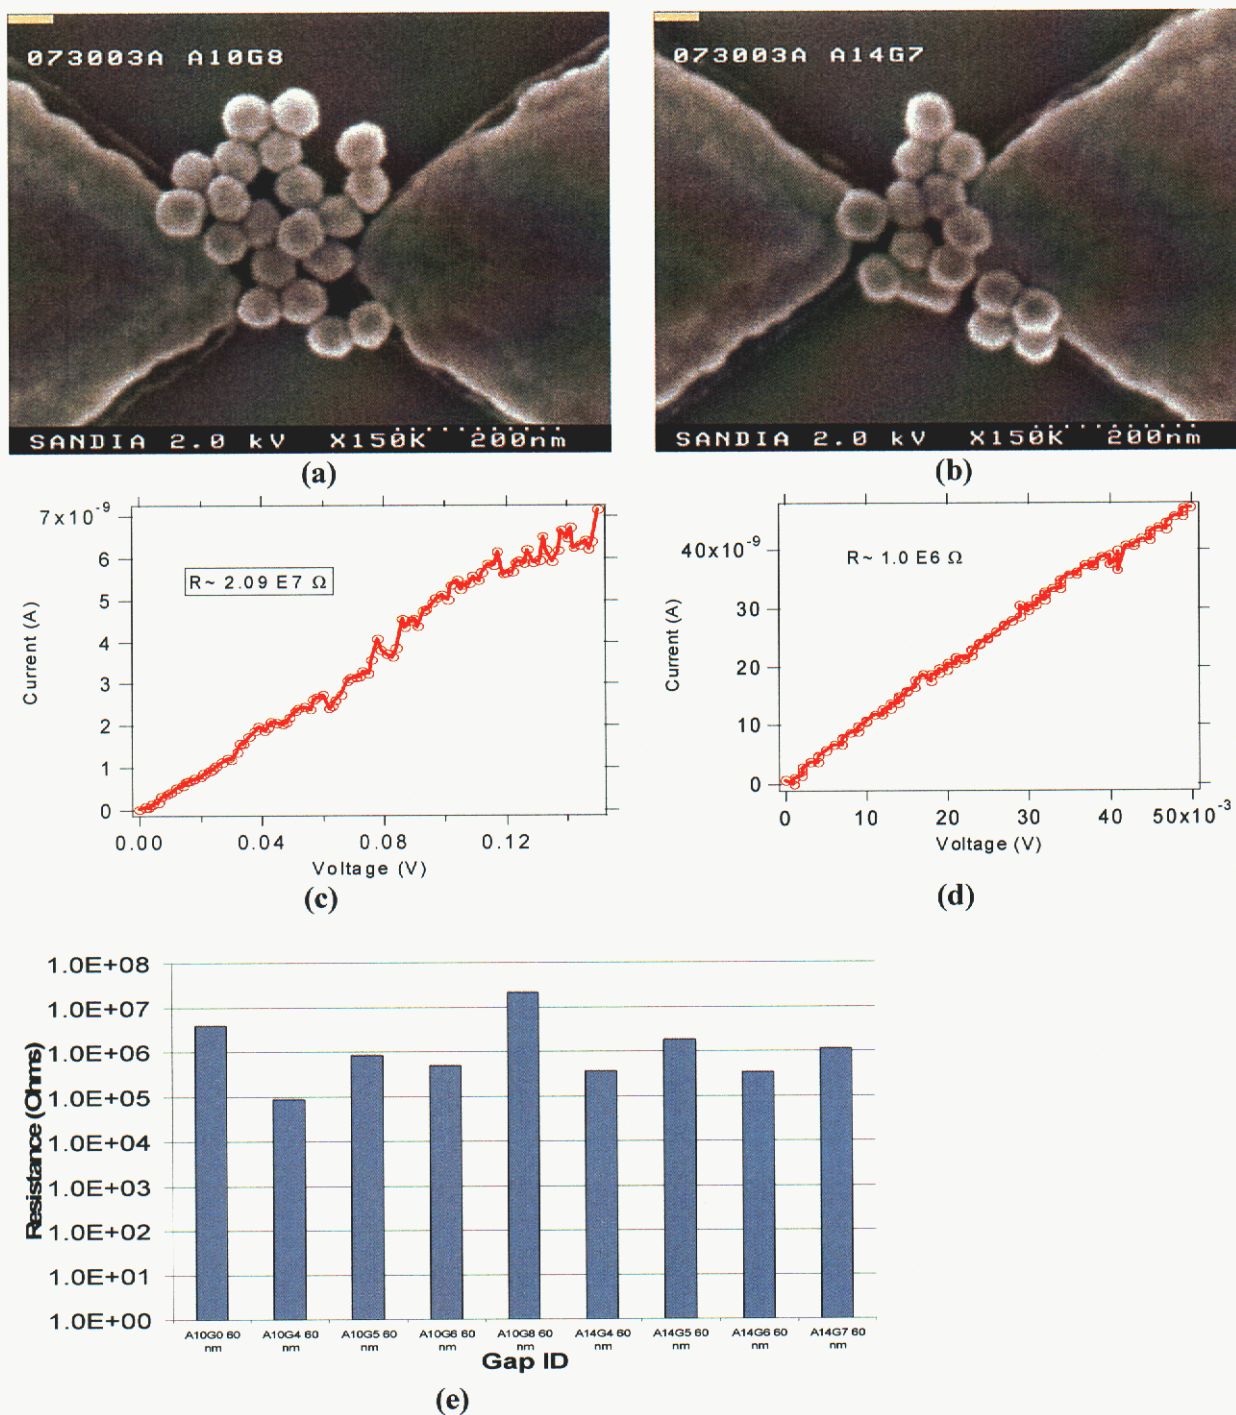 073003A A10G8
SANDIA 2.0 kV X150K 200nm
(a)
073003A A14G7
SANDIA 2.0 kV X150K 200nm
(b)
7x10-9
6
5
4
3
2
1
0
Current (A)
R~ 2.09 E7 Ω
0.00 0.04 0.08 0.12
Voltage (V)
(c)
40x10-9
30
20
10
0
Current (A)
R~ 1.0 E6 Ω
0 10 20 30 40 50x10-3
Voltage (V)
(d)
1.0E+08
1.0E+07
1.0E+06
1.0E+05
1.0E+04
1.0E+03
1.0E+02
1.0E+01
1.0E+00
Resistance (Ohms)
A10G0 60 nm
A10G4 60 nm
A10G5 60 nm
A10G6 60 nm
A10G8 60 nm
A14G4 60 nm
A14G5 60 nm
A14G6 60 nm
A14G7 60 nm
Gap ID
(e)